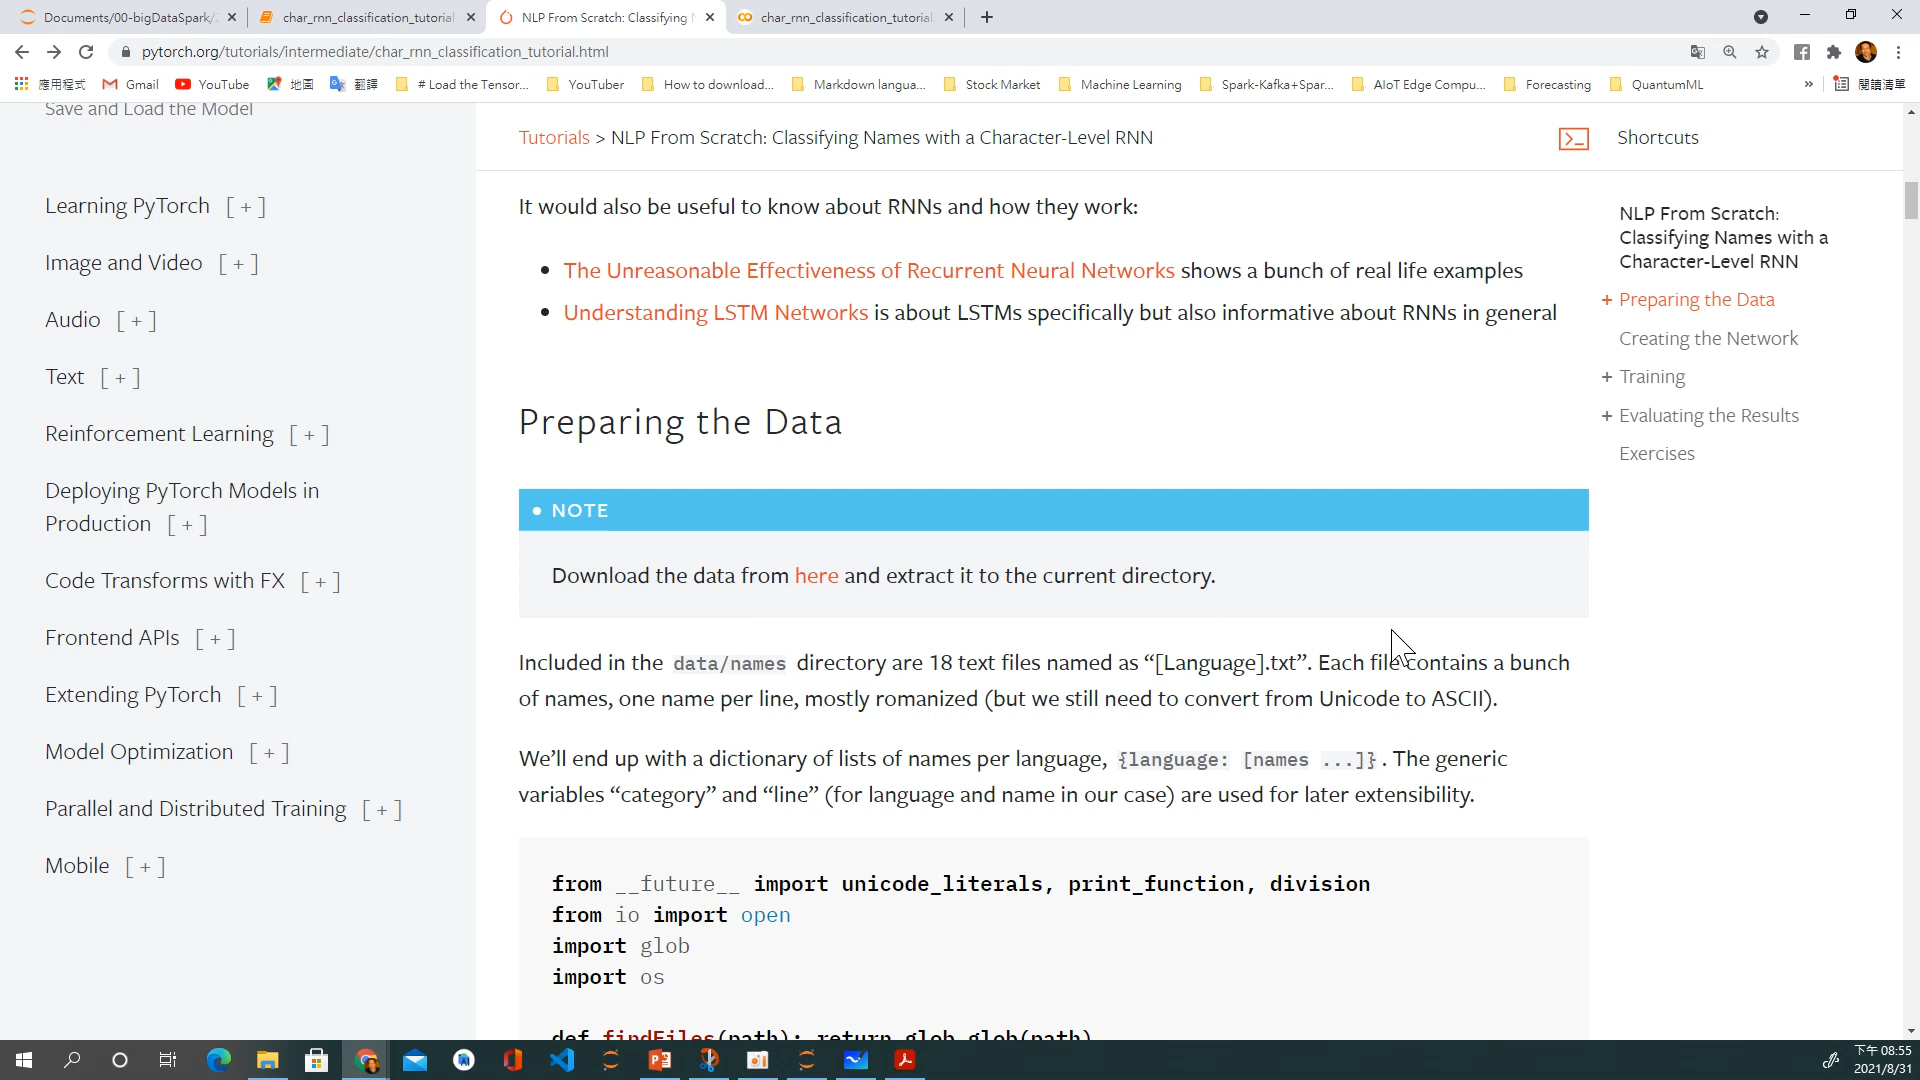 Documents/00-bigDataSpark/
char_rnn_classification_tutorial
NLP From Scratch: Classifying
char_rnn_classification_tutorial
pytorch.org/tutorials/intermediate/char_rnn_classification_tutorial.html
應用程式
Gmail
YouTube
地圖
翻譯
# Load the Tensor...
YouTuber
How to download...
Markdown langua...
Stock Market
Machine Learning
Spark-Kafka+Spar...
AIoT Edge Compu...
Forecasting
QuantumML
»
閱讀清單
Save and Load the Model
Learning PyTorch [ + ]
Image and Video [ + ]
Audio [ + ]
Text [ + ]
Reinforcement Learning [ + ]
Deploying PyTorch Models in
Production [ + ]
Code Transforms with FX [ + ]
Frontend APIs [ + ]
Extending PyTorch [ + ]
Model Optimization [ + ]
Parallel and Distributed Training [ + ]
Mobile [ + ]
Tutorials > NLP From Scratch: Classifying Names with a Character-Level RNN
Shortcuts
It would also be useful to know about RNNs and how they work:
The Unreasonable Effectiveness of Recurrent Neural Networks shows a bunch of real life examples
Understanding LSTM Networks is about LSTMs specifically but also informative about RNNs in general
Preparing the Data
NOTE
Download the data from here and extract it to the current directory.
Included in the data/names directory are 18 text files named as “[Language].txt”. Each file contains a bunch
of names, one name per line, mostly romanized (but we still need to convert from Unicode to ASCII).
We’ll end up with a dictionary of lists of names per language, {language: [names ...]}. The generic
variables “category” and “line” (for language and name in our case) are used for later extensibility.
from __future__ import unicode_literals, print_function, division
from io import open
import glob
import os
def findFiles(path): return glob.glob(path)
NLP From Scratch:
Classifying Names with a
Character-Level RNN
+ Preparing the Data
Creating the Network
+ Training
+ Evaluating the Results
Exercises
下午 08:55
2021/8/31